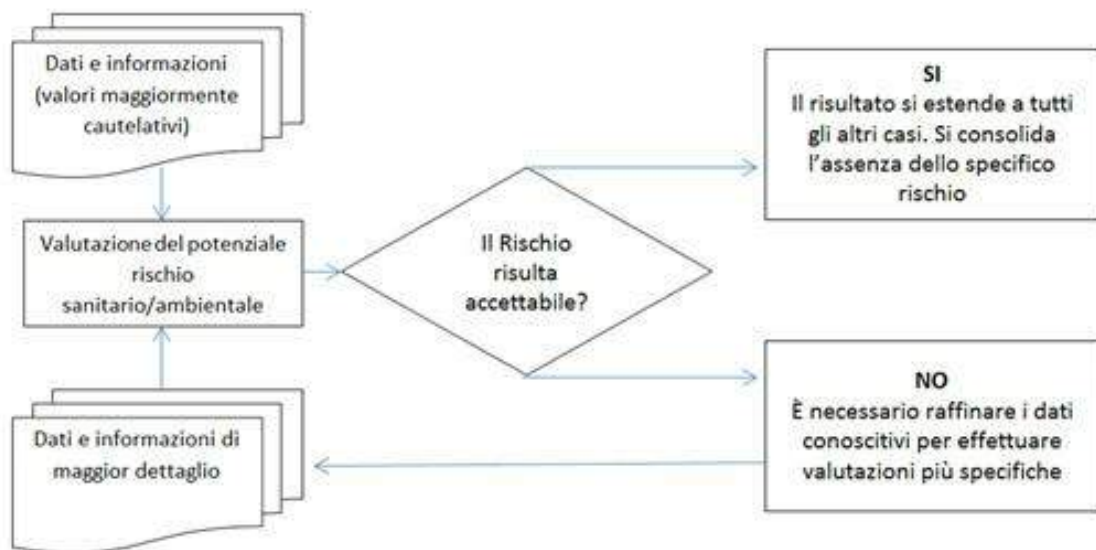 Dati e informazioni
(valori maggiormente
cautelativi)
Valutazione del potenziale
rischio
sanitario/ambientale
Dati e informazioni di
maggior dettaglio
Il Rischio
risulta
accettabile?
SI
Il risultato si estende a tutti
gli altri casi. Si consolida
l'assenza dello specifico
rischio
NO
È necessario raffinare i dati
conoscitivi per effettuare
valutazioni più specifiche